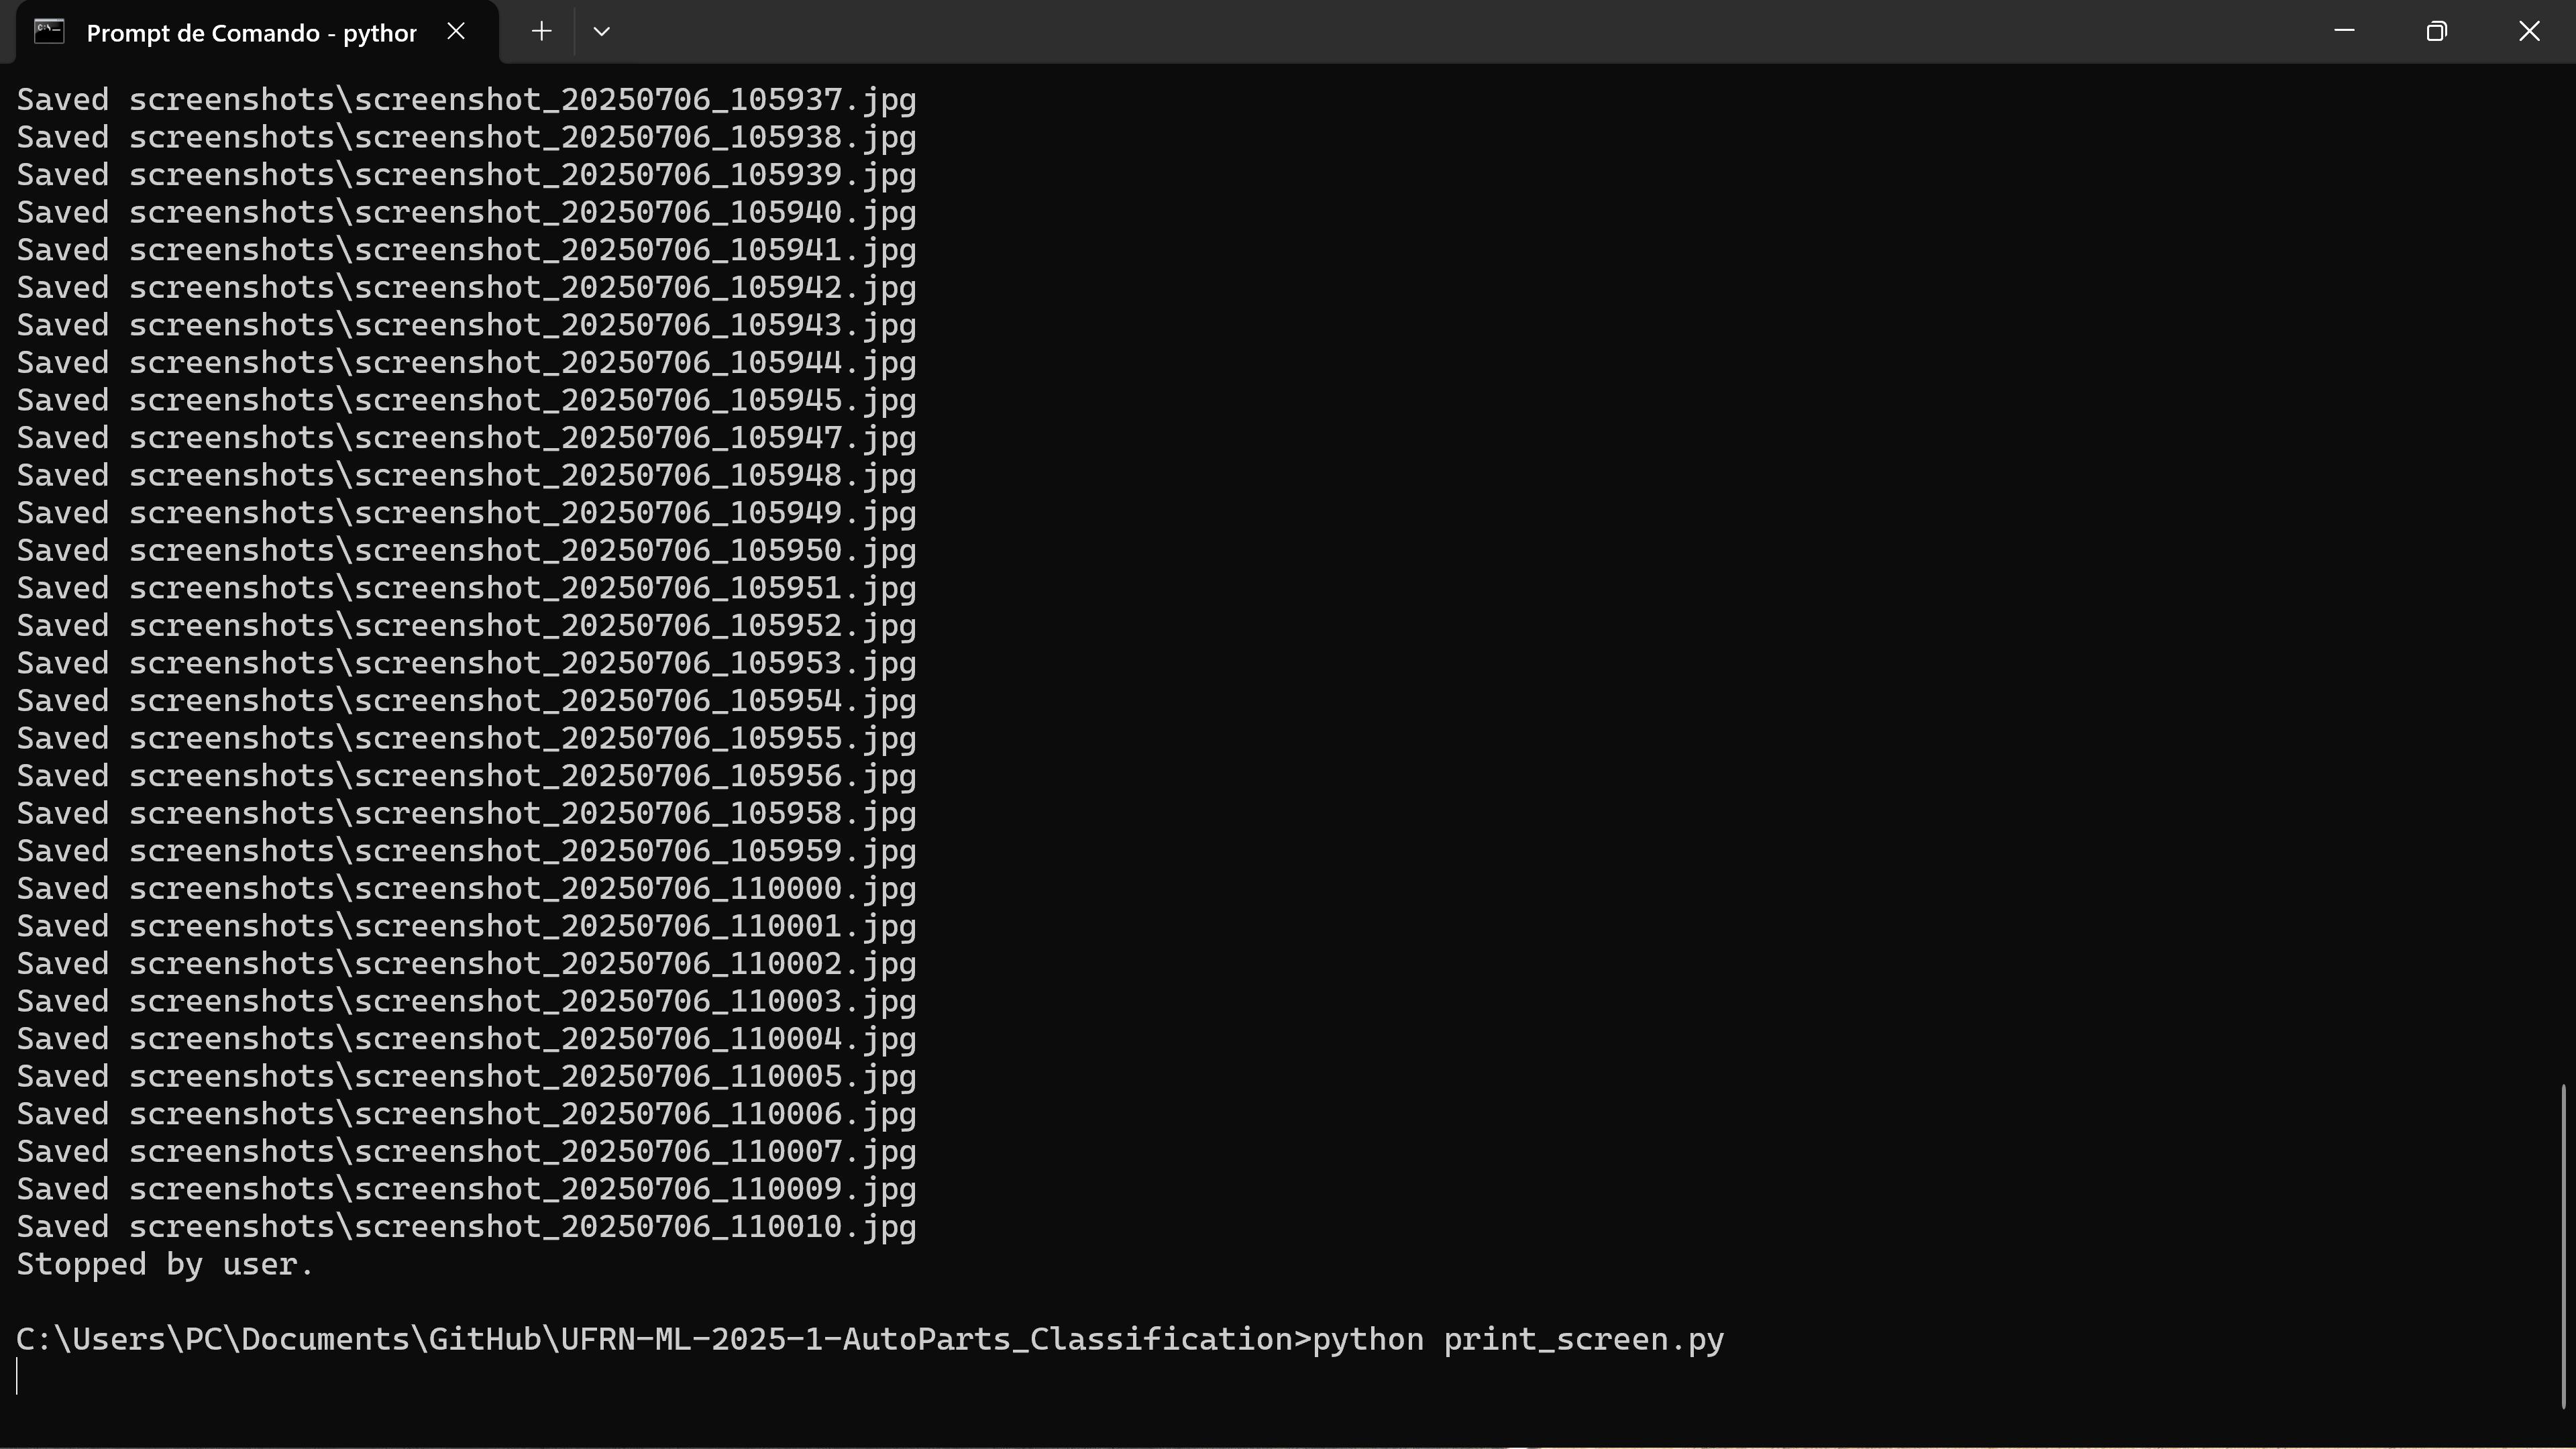 Prompt de Comando - python
Saved screenshots\screenshot_20250706_105937.jpg
Saved screenshots\screenshot_20250706_105938.jpg
Saved screenshots\screenshot_20250706_105939.jpg
Saved screenshots\screenshot_20250706_105940.jpg
Saved screenshots\screenshot_20250706_105941.jpg
Saved screenshots\screenshot_20250706_105942.jpg
Saved screenshots\screenshot_20250706_105943.jpg
Saved screenshots\screenshot_20250706_105944.jpg
Saved screenshots\screenshot_20250706_105945.jpg
Saved screenshots\screenshot_20250706_105947.jpg
Saved screenshots\screenshot_20250706_105948.jpg
Saved screenshots\screenshot_20250706_105949.jpg
Saved screenshots\screenshot_20250706_105950.jpg
Saved screenshots\screenshot_20250706_105951.jpg
Saved screenshots\screenshot_20250706_105952.jpg
Saved screenshots\screenshot_20250706_105953.jpg
Saved screenshots\screenshot_20250706_105954.jpg
Saved screenshots\screenshot_20250706_105955.jpg
Saved screenshots\screenshot_20250706_105956.jpg
Saved screenshots\screenshot_20250706_105958.jpg
Saved screenshots\screenshot_20250706_105959.jpg
Saved screenshots\screenshot_20250706_110000.jpg
Saved screenshots\screenshot_20250706_110001.jpg
Saved screenshots\screenshot_20250706_110002.jpg
Saved screenshots\screenshot_20250706_110003.jpg
Saved screenshots\screenshot_20250706_110004.jpg
Saved screenshots\screenshot_20250706_110005.jpg
Saved screenshots\screenshot_20250706_110006.jpg
Saved screenshots\screenshot_20250706_110007.jpg
Saved screenshots\screenshot_20250706_110009.jpg
Saved screenshots\screenshot_20250706_110010.jpg
Stopped by user.
C:\Users\PC\Documents\GitHub\UFRN-ML-2025-1-AutoParts_Classification>python print_screen.py